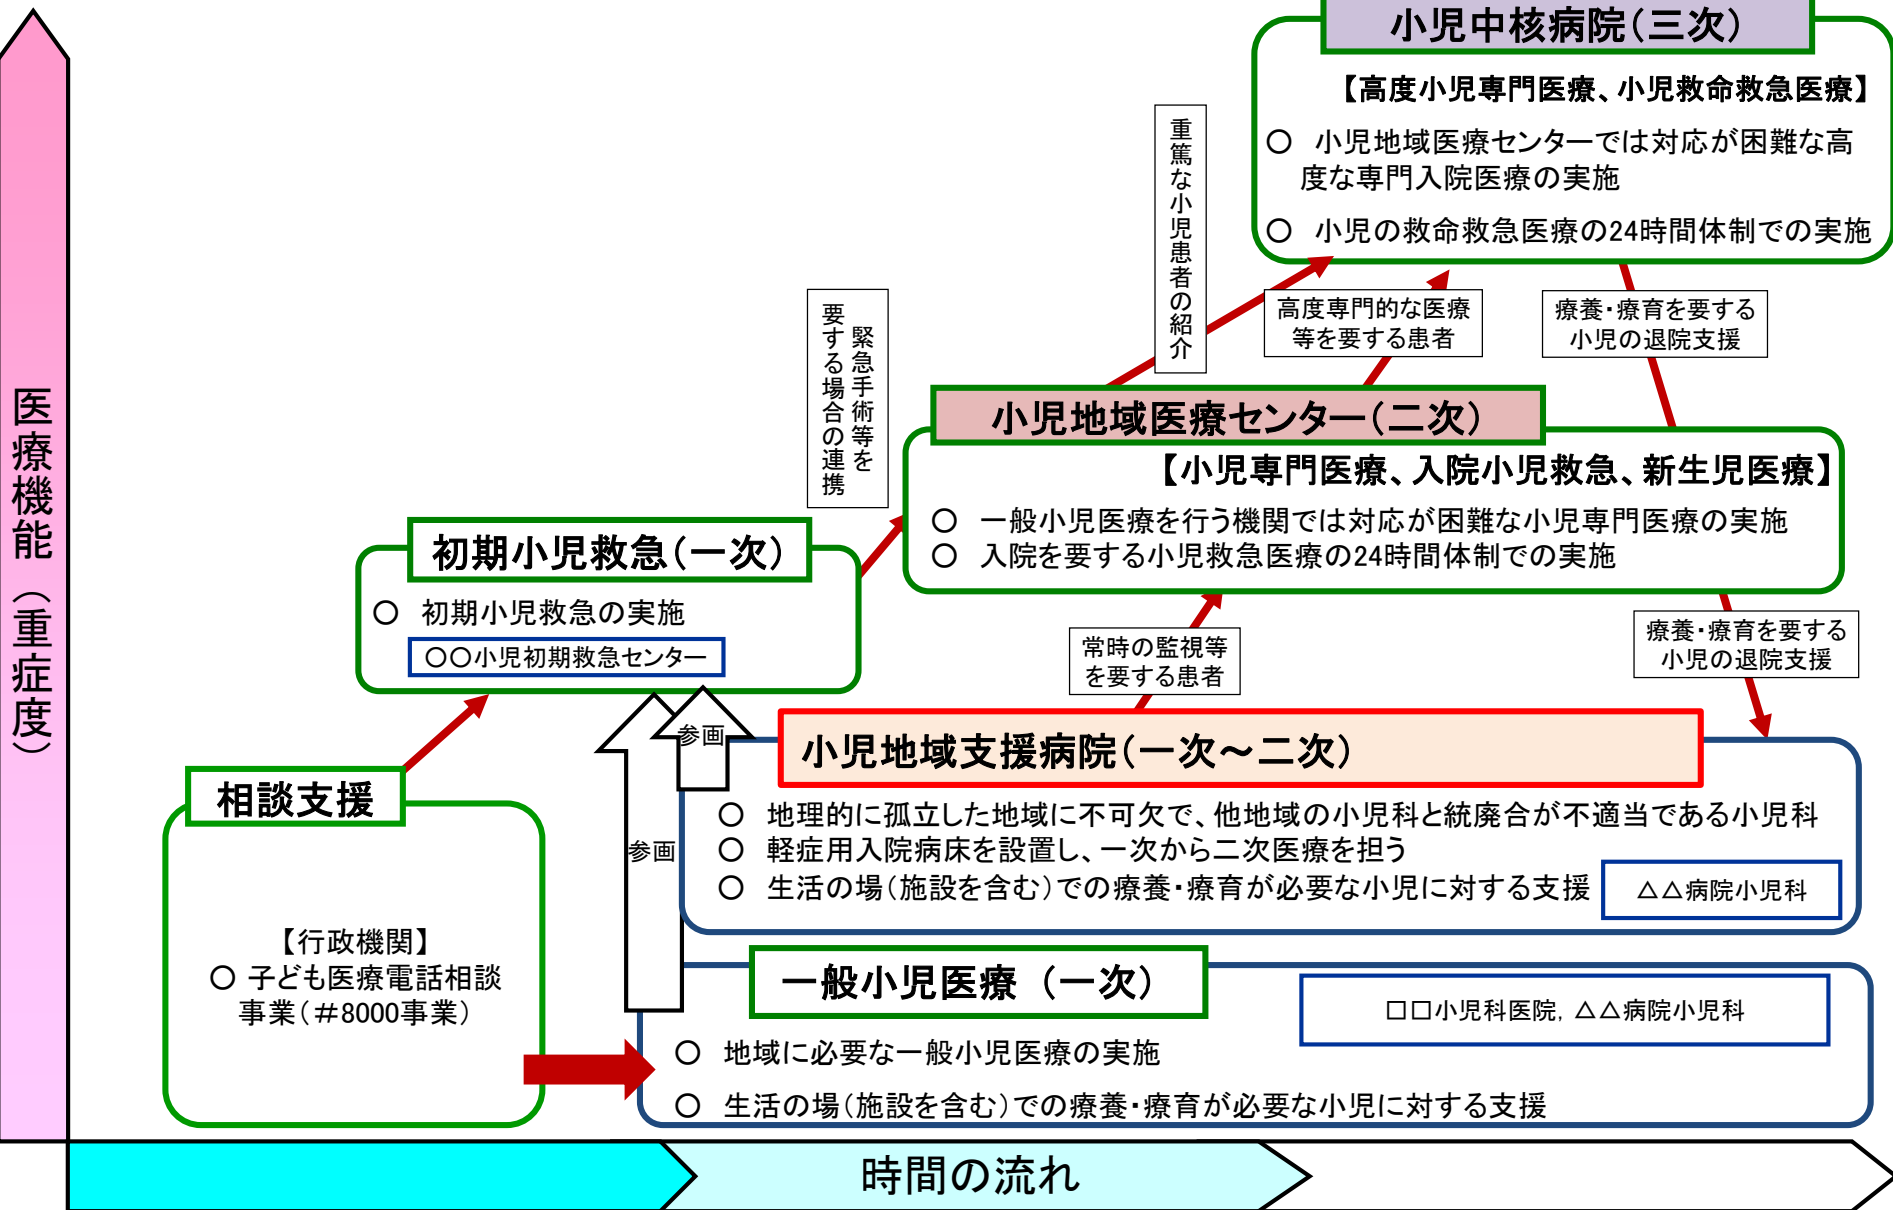 小児中核病院（三次）
【高度小児専門医療、小児救命救急医療】
○　小児地域医療センターでは対応が困難な高
度な専門入院医療の実施
○　小児の救命救急医療の24時間体制での実施
重篤な小児患者の紹介
高度専門的な医療
等を要する患者
療養・療育を要する
小児の退院支援
緊急手術等を
要する場合の連携
小児地域医療センター（二次）
【小児専門医療、入院小児救急、新生児医療】
○　一般小児医療を行う機関では対応が困難な小児専門医療の実施
○　入院を要する小児救急医療の24時間体制での実施
初期小児救急（一次）
○　初期小児救急の実施
○○小児初期救急センター
常時の監視等
を要する患者
療養・療育を要する
小児の退院支援
医療機能（重症度）
参画
小児地域支援病院（一次～二次）
○　地理的に孤立した地域に不可欠で、他地域の小児科と統廃合が不適当である小児科
○　軽症用入院病床を設置し、一次から二次医療を担う
○　生活の場（施設を含む）での療養・療育が必要な小児に対する支援
△△病院小児科
参画
相談支援
【行政機関】
○ 子ども医療電話相談
事業（＃8000事業）
一般小児医療 （一次）
□□小児科医院, △△病院小児科
○　地域に必要な一般小児医療の実施
○　生活の場（施設を含む）での療養・療育が必要な小児に対する支援
時間の流れ